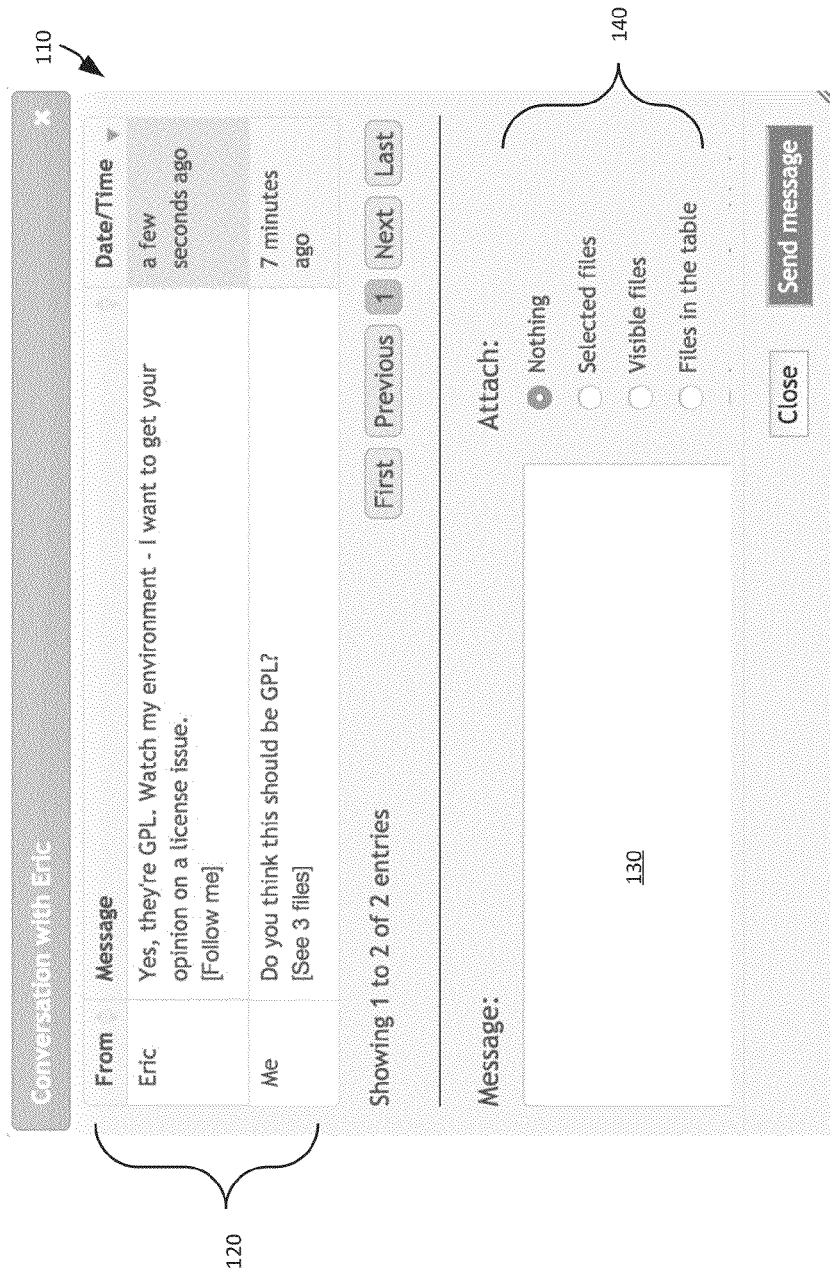 110
Conversation with Eric ×
From Message Date/Time
Eric Yes, they're GPL. Watch my environment - I want to get your a few
opinion on a license issue. seconds ago
[Follow me]
Me Do you think this should be GPL? 7 minutes
[See 3 files] ago
120
Showing 1 to 2 of 2 entries First Previous 1 Next Last
Message: Attach:
130
Nothing
Selected files
Visible files
Files in the table
140
Close Send message